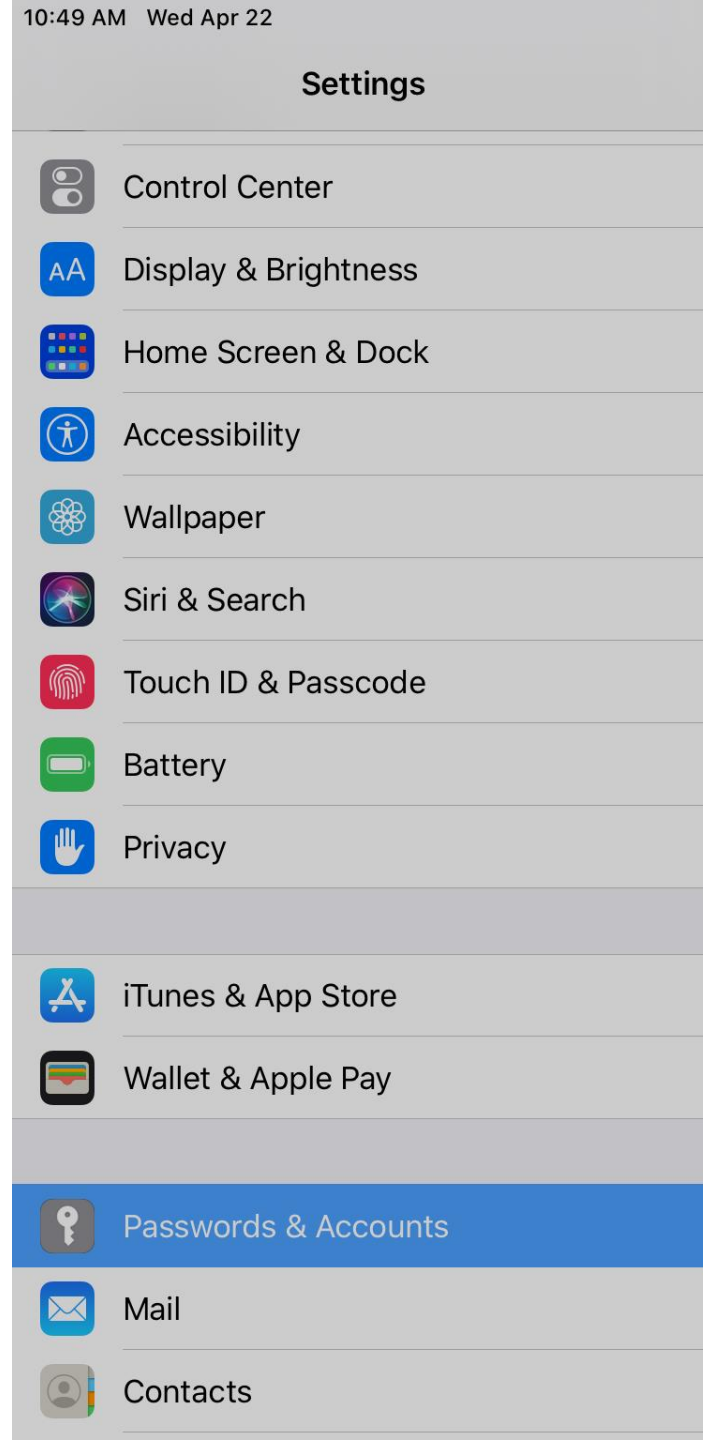 10:49 AM Wed Apr 22
Settings
Control Center
AA Display & Brightness
Home Screen & Dock
Accessibility
Wallpaper
Siri & Search
Touch ID & Passcode
Battery
Privacy
iTunes & App Store
Wallet & Apple Pay
Passwords & Accounts
Mail
Contacts